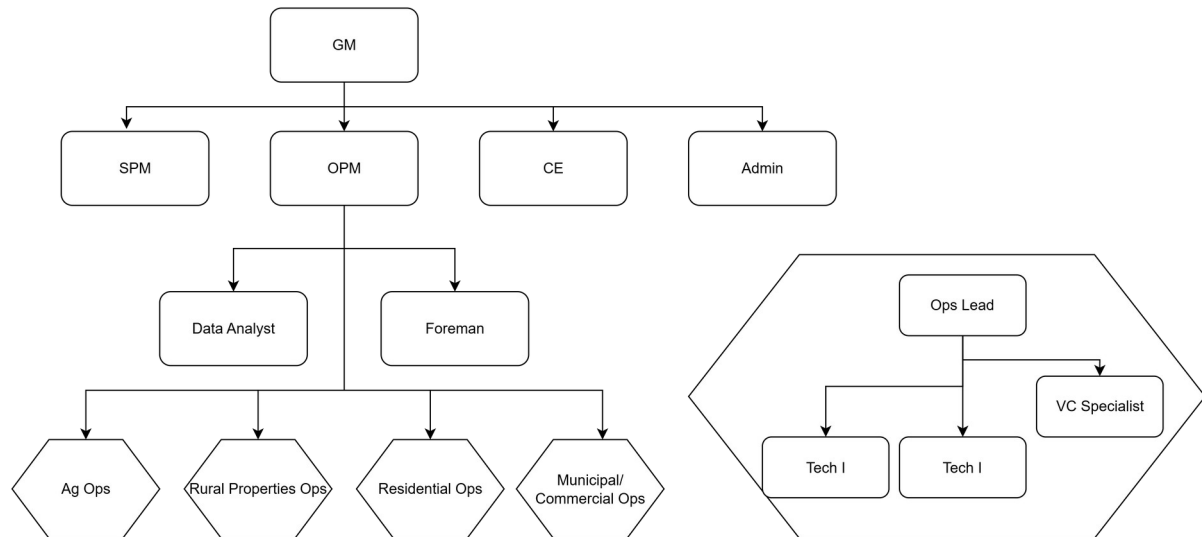 GM
SPM
OPM
CE
Admin
Data Analyst
Foreman
Ag Ops
Rural Properties Ops
Residential Ops
Municipal/
Commercial Ops
Ops Lead
VC Specialist
Tech I
Tech I